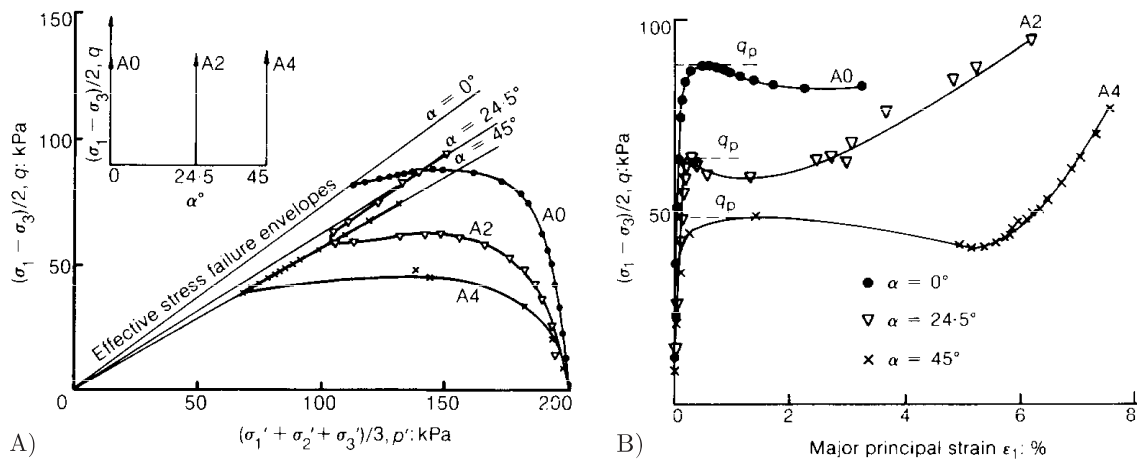 150
(σ₁ − σ₃)/2, q
A0
A2
A4
0
24·5
45
α°
100
50
0
(σ₁ − σ₃)/2, q: kPa
α = 0°
α = 24·5°
α = 45°
Effective stress failure envelopes
A0
A2
A4
0
50
100
150
200
(σ₁′ + σ₂′ + σ₃′)/3, p′: kPa
A)
100
50
0
(σ₁ − σ₃)/2, q:kPa
qₚ
A0
qₚ
A2
qₚ
A4
α = 0°
α = 24·5°
α = 45°
0
2
4
6
8
Major principal strain ε₁: %
B)